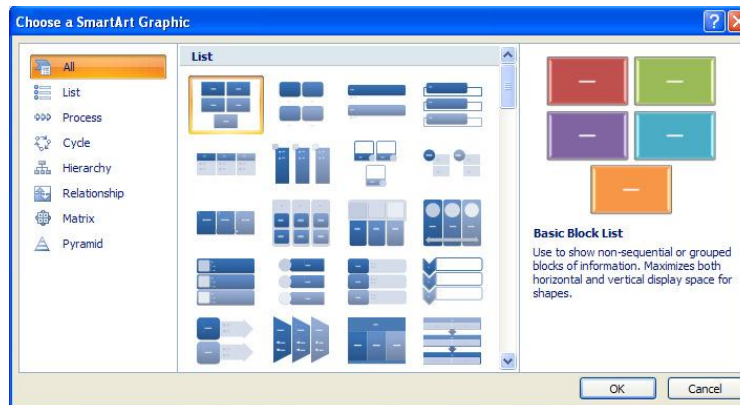 Choose a SmartArt Graphic
All
List
Process
Cycle
Hierarchy
Relationship
Matrix
Pyramid
List
Basic Block List
Use to show non-sequential or grouped
blocks of information. Maximizes both
horizontal and vertical display space for
shapes.
OK
Cancel